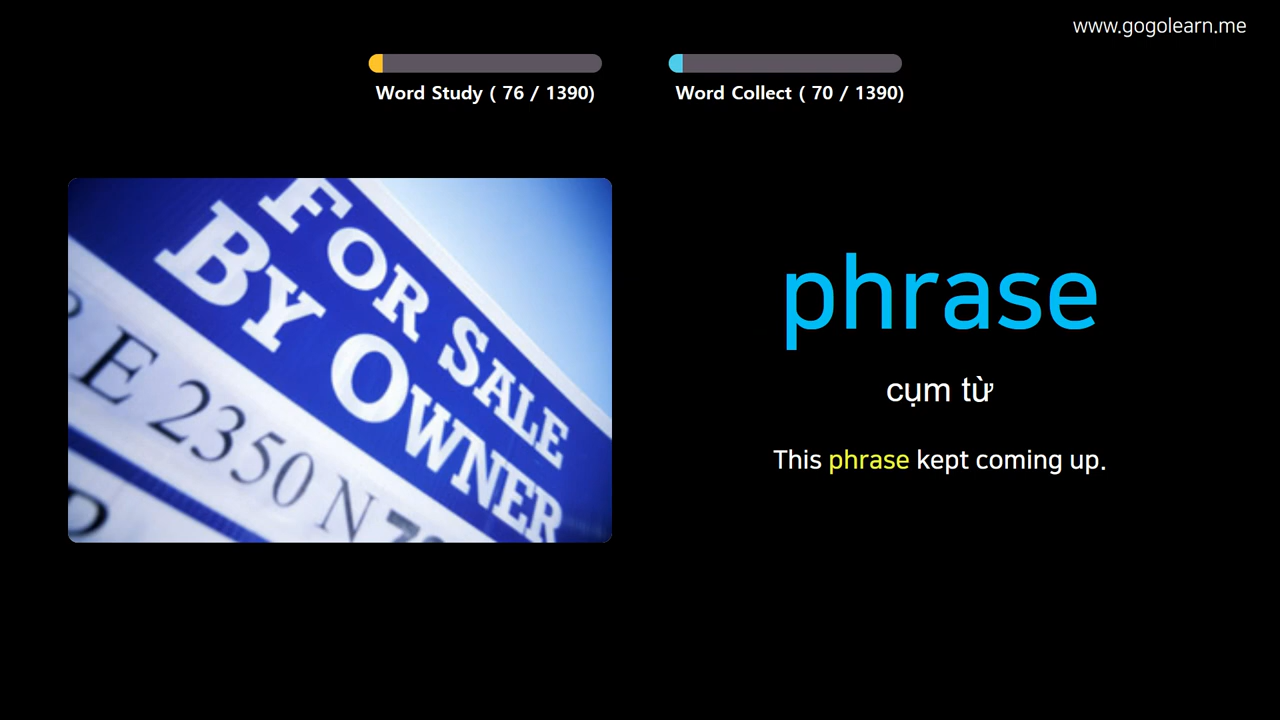 www.gogolearn.me
Word Study ( 76 / 1390)
Word Collect ( 70 / 1390)
FOR SALE
BY OWNER
E 2350 N
phrase
cụm từ
This phrase kept coming up.